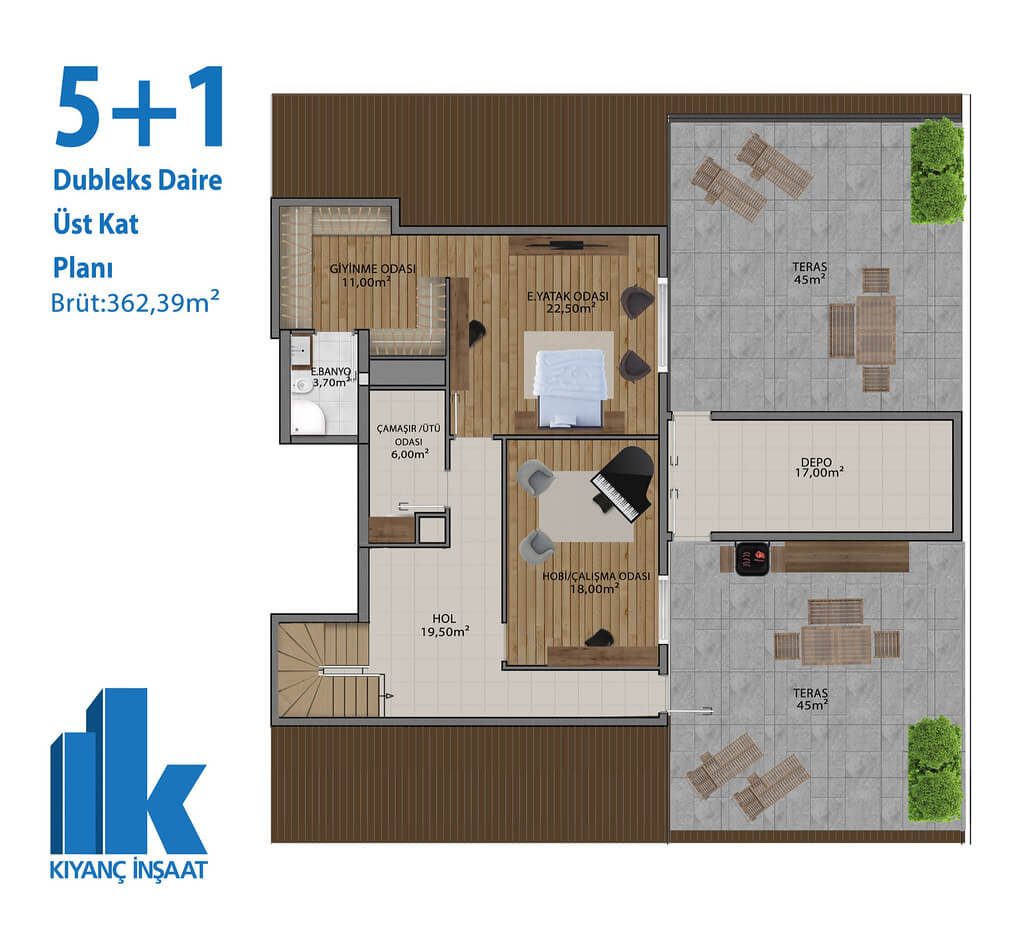 5+1
Dubleks Daire
Üst Kat
Planı
Brüt:362,39m²
GİYİNME ODASI
11,00m²
E.YATAK ODASI
22,50m²
TERAS
45m²
E.BANYO
3,70m²
ÇAMAŞIR /ÜTÜ
ODASI
6,00m²
DEPO
17,00m²
HOBİ/ÇALIŞMA ODASI
18,00m²
HOL
19,50m²
TERAS
45m²
KIYANÇ İNŞAAT